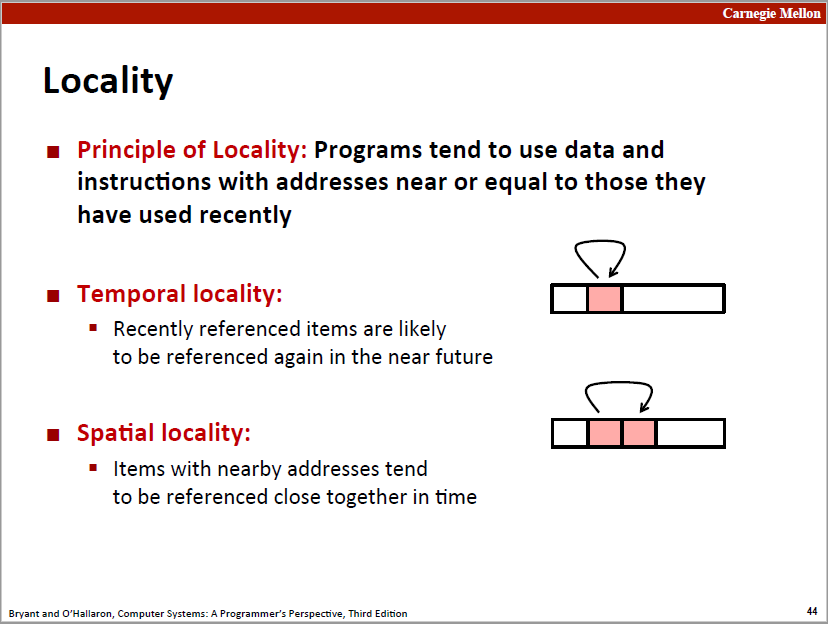 Carnegie Mellon
Locality
■ Principle of Locality: Programs tend to use data and
instructions with addresses near or equal to those they
have used recently
■ Temporal locality:
▪ Recently referenced items are likely
to be referenced again in the near future
■ Spatial locality:
▪ Items with nearby addresses tend
to be referenced close together in time
Bryant and O'Hallaron, Computer Systems: A Programmer's Perspective, Third Edition
44